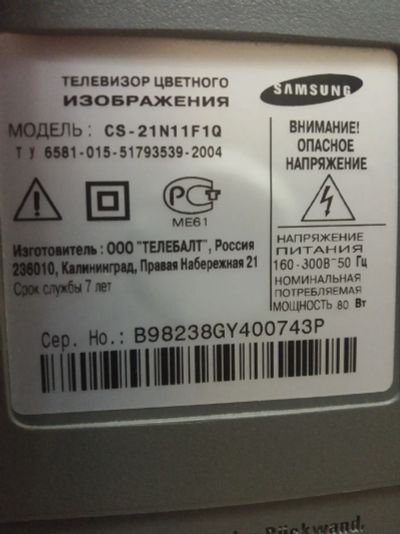 ТЕЛЕВИЗОР ЦВЕТНОГО
ИЗОБРАЖЕНИЯ
SAMSUNG
МОДЕЛЬ: CS-21N11F1Q
ТУ 6581-015-51793539-2004
ВНИМАНИЕ!
ОПАСНОЕ
НАПРЯЖЕНИЕ
РСТ
МЕ61
Изготовитель: ООО "ТЕЛЕБАЛТ", Россия
236010, Калининград, Правая Набережная 21
Срок службы 7 лет
НАПРЯЖЕНИЕ
ПИТАНИЯ
160-300В~50 Гц
НОМИНАЛЬНАЯ
ПОТРЕБЛЯЕМАЯ
МОЩНОСТЬ 80 Вт
Сер. Но.: B98238GY400743P
Rückwand.